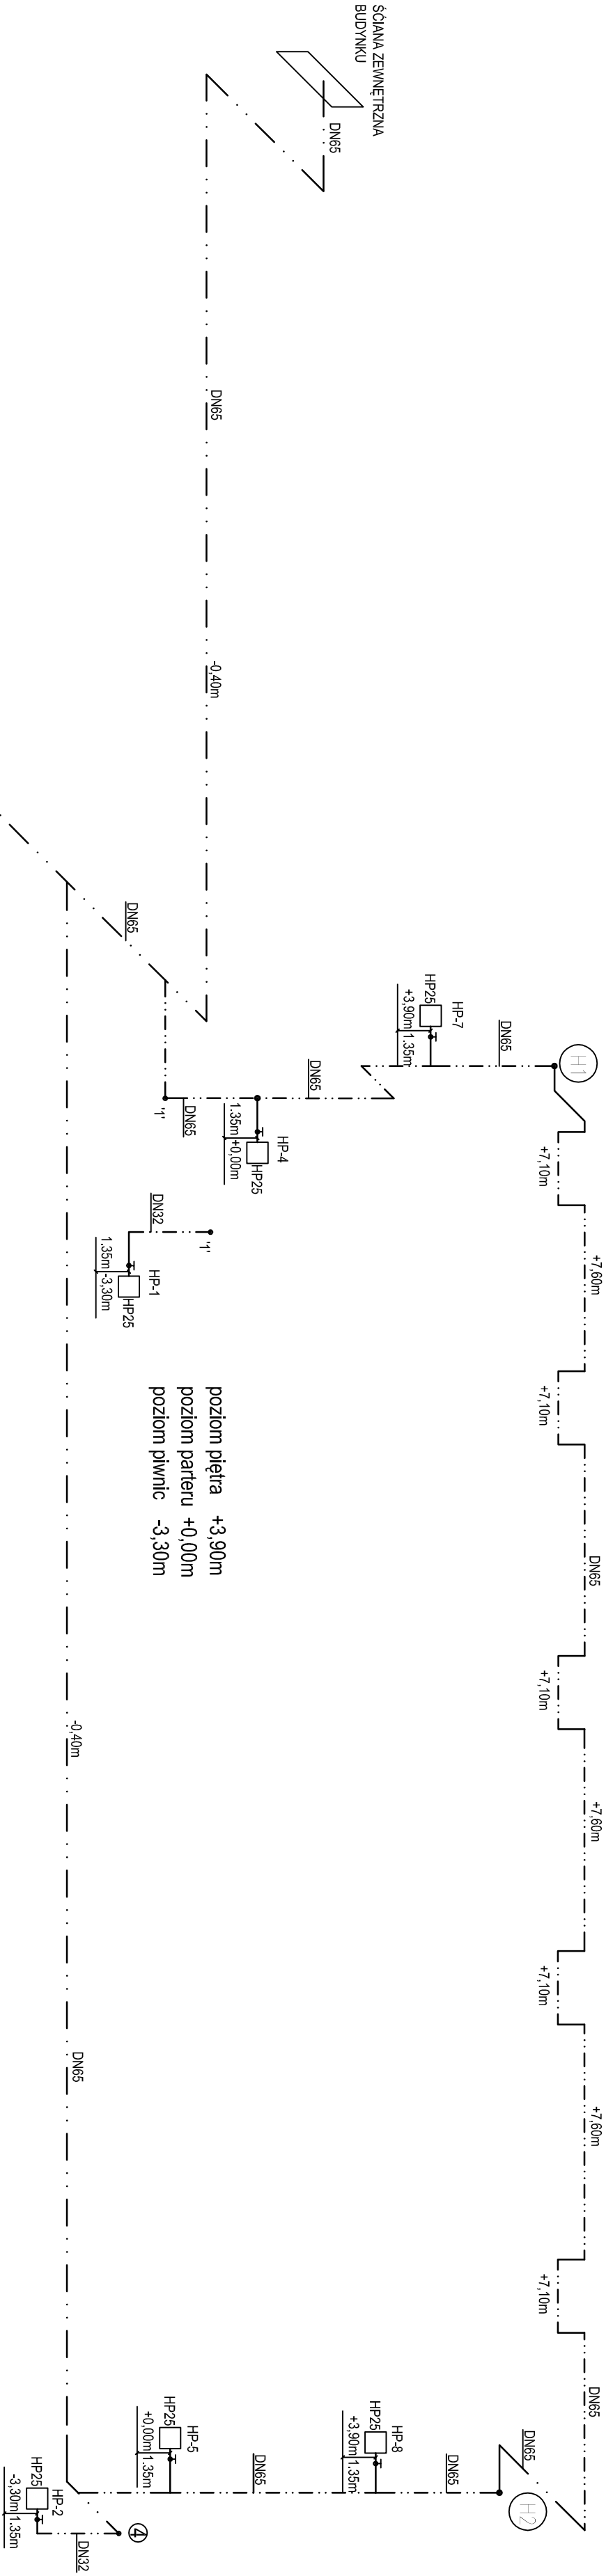 ŚCIANA ZEWNĘTRZNA
BUDYNKU
DN65
DN65
-0,40m
DN65
H1
DN65
HP-7
HP25
+3,90m
1.35m
DN65
HP-4
HP25
1.35m
+0,00m
DN65
'1'
'1'
DN32
HP-1
HP25
1.35m
-3,30m
+7,10m
+7,60m
+7,10m
DN65
+7,10m
+7,60m
+7,10m
+7,60m
+7,10m
DN65
poziom piętra +3,90m
poziom parteru +0,00m
poziom piwnic -3,30m
-0,40m
DN65
DN65
H2
DN65
HP-8
HP25
+3,90m
1.35m
DN65
HP-5
HP25
+0,00m
1.35m
4
HP-2
HP25
-3,30m
1.35m
DN32